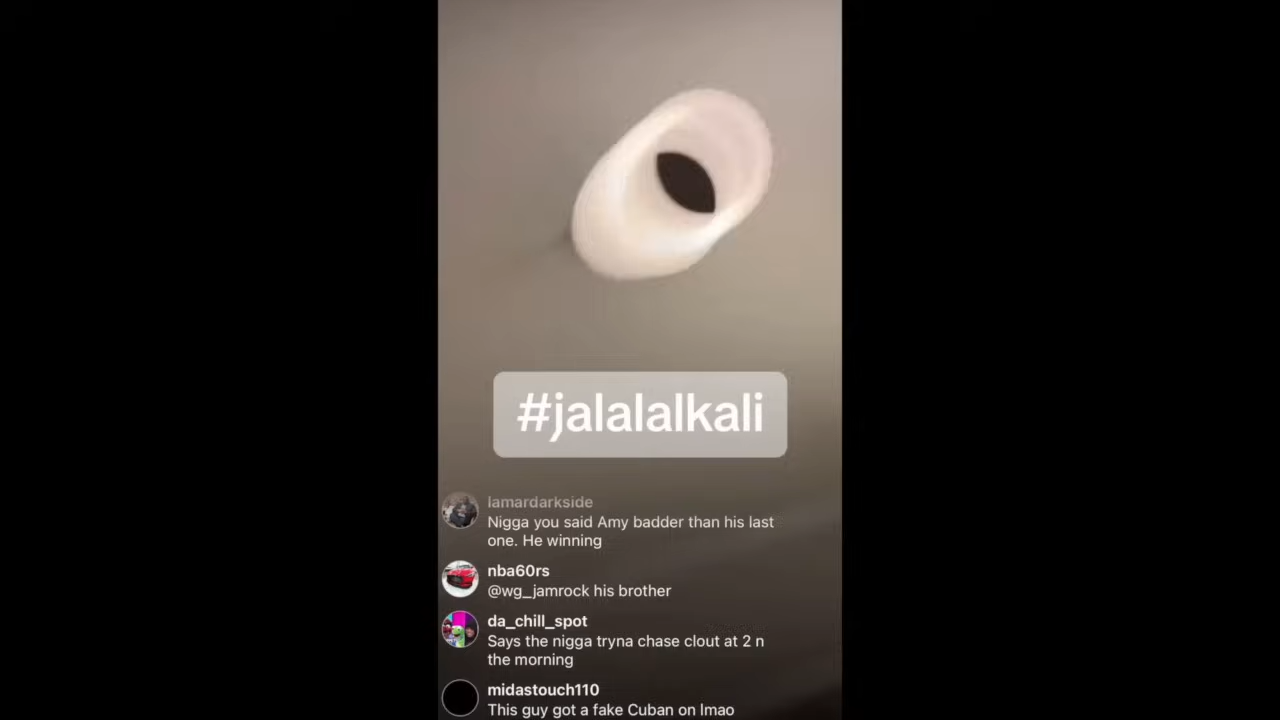 #jalalalkali
lamardarkside
Nigga you said Amy badder than his last
one. He winning
nba60rs
@wg_jamrock his brother
da_chill_spot
Says the nigga tryna chase clout at 2 n
the morning
midastouch110
This guy got a fake Cuban on lmao